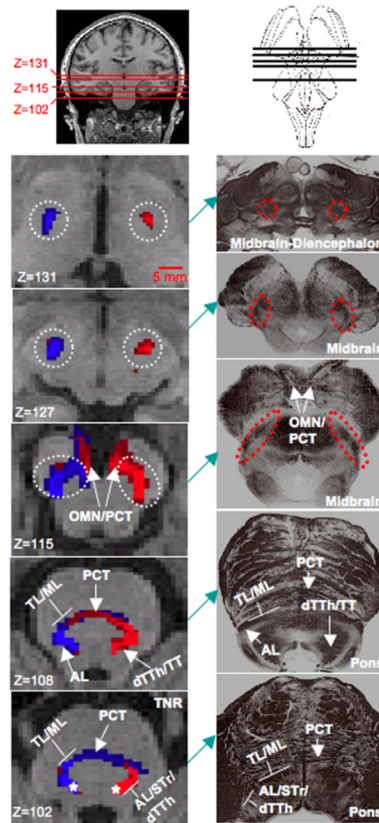 Z=131
Z=115
Z=102
5 mm
Z=131
Midbrain-Diencephalon
Z=127
Midbrain
OMN/PCT
Z=115
OMN/
PCT
Midbrain
PCT
TL/ML
AL
dTTh/TT
Z=108
PCT
TL/ML
dTTh/TT
AL
Pons
TNR
PCT
TL/ML
*
*
AL/STr/
dTTh
Z=102
PCT
TL/ML
AL/STr/
dTTh
Pons